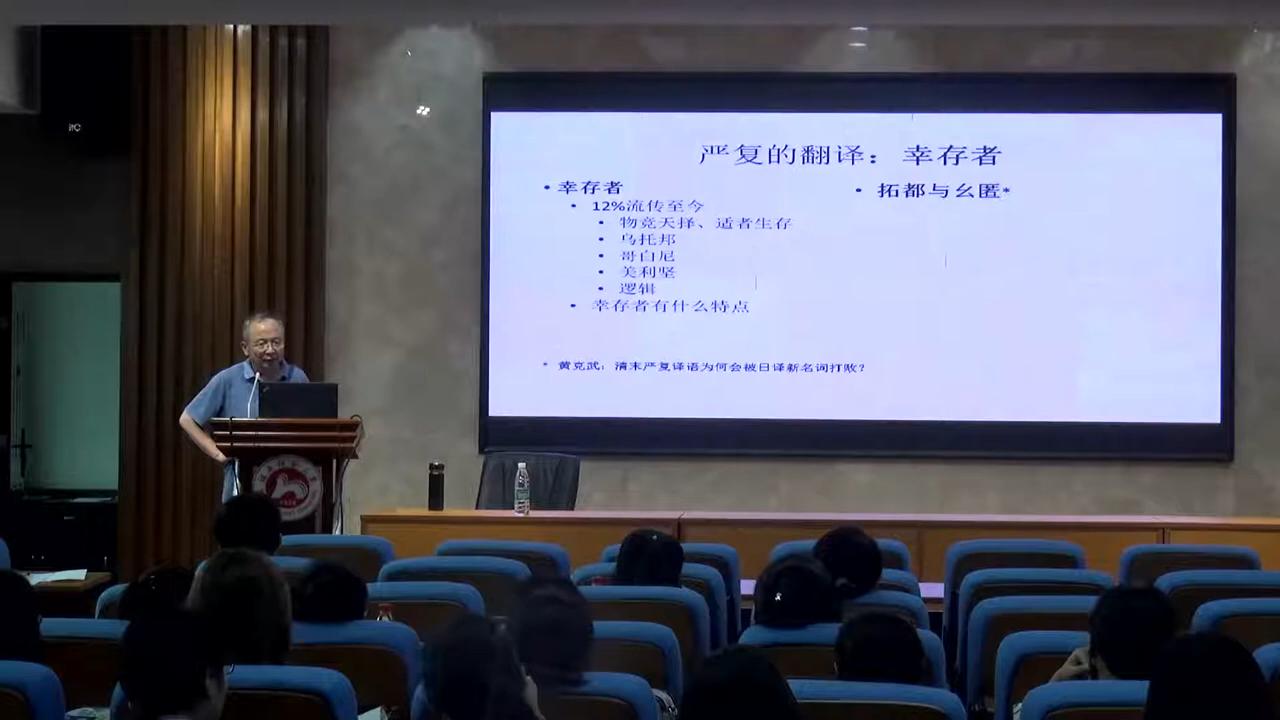 itC
严复的翻译：幸存者
• 幸存者
• 12%流传至今
• 物竞天择、适者生存
• 乌托邦
• 哥白尼
• 美利坚
• 逻辑
• 幸存者有什么特点
• 拓都与幺匿*
* 黄克武：清末严复译语为何会被日译新名词打败？